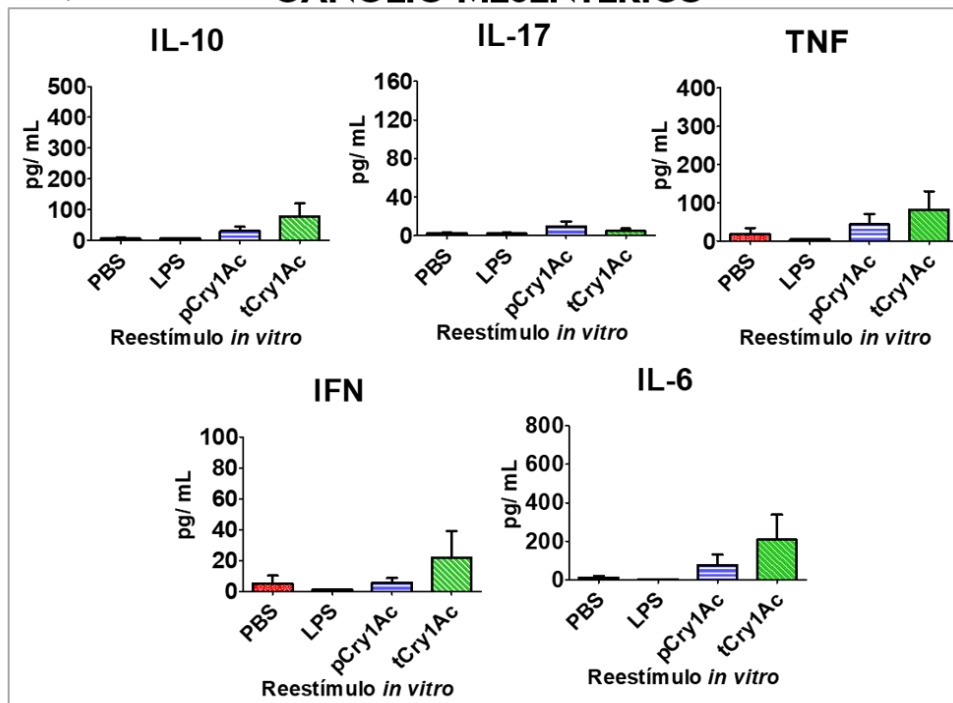 IL-10
500
400
300
200
100
0
pg/ mL
PBS
LPS
pCry1Ac
tCry1Ac
Reestímulo in vitro
IL-17
160
120
80
40
0
pg/ mL
PBS
LPS
pCry1Ac
tCry1Ac
Reestímulo in vitro
TNF
400
300
200
100
0
pg/ mL
PBS
LPS
pCry1Ac
tCry1Ac
Reestímulo in vitro
IFN
100
80
60
40
20
0
pg/ mL
PBS
LPS
pCry1Ac
tCry1Ac
Reestímulo in vitro
IL-6
800
600
400
200
0
pg/ mL
PBS
LPS
pCry1Ac
tCry1Ac
Reestímulo in vitro